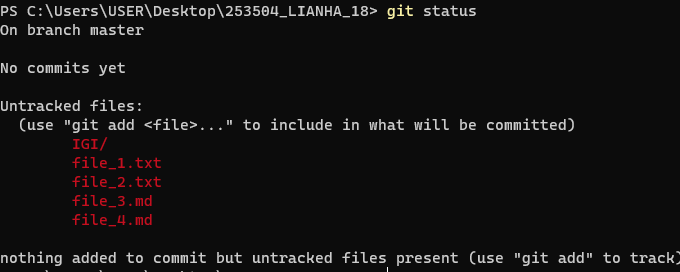 PS C:\Users\USER\Desktop\253504_LIANHA_18> git status
On branch master
No commits yet
Untracked files:
(use "git add <file>..." to include in what will be committed)
IGI/
file_1.txt
file_2.txt
file_3.md
file_4.md
nothing added to commit but untracked files present (use "git add" to track)